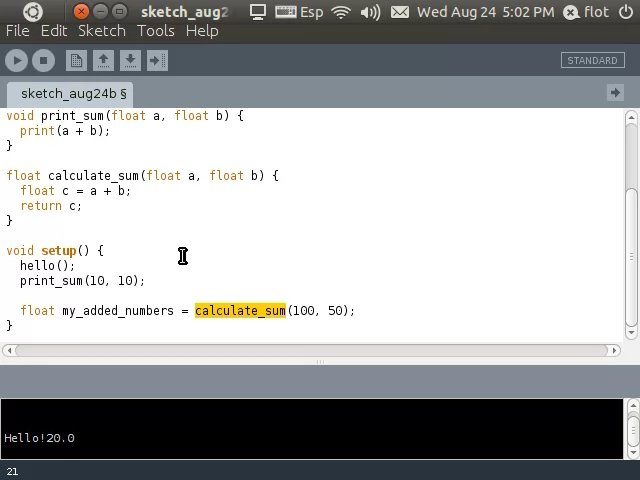 sketch_aug2 Esp Wed Aug 24 5:02 PM flot
File Edit Sketch Tools Help
STANDARD
sketch_aug24b §
void print_sum(float a, float b) {
print(a + b);
}
float calculate_sum(float a, float b) {
float c = a + b;
return c;
}
void setup() {
hello();
print_sum(10, 10);
float my_added_numbers = calculate_sum(100, 50);
}
Hello!20.0
21